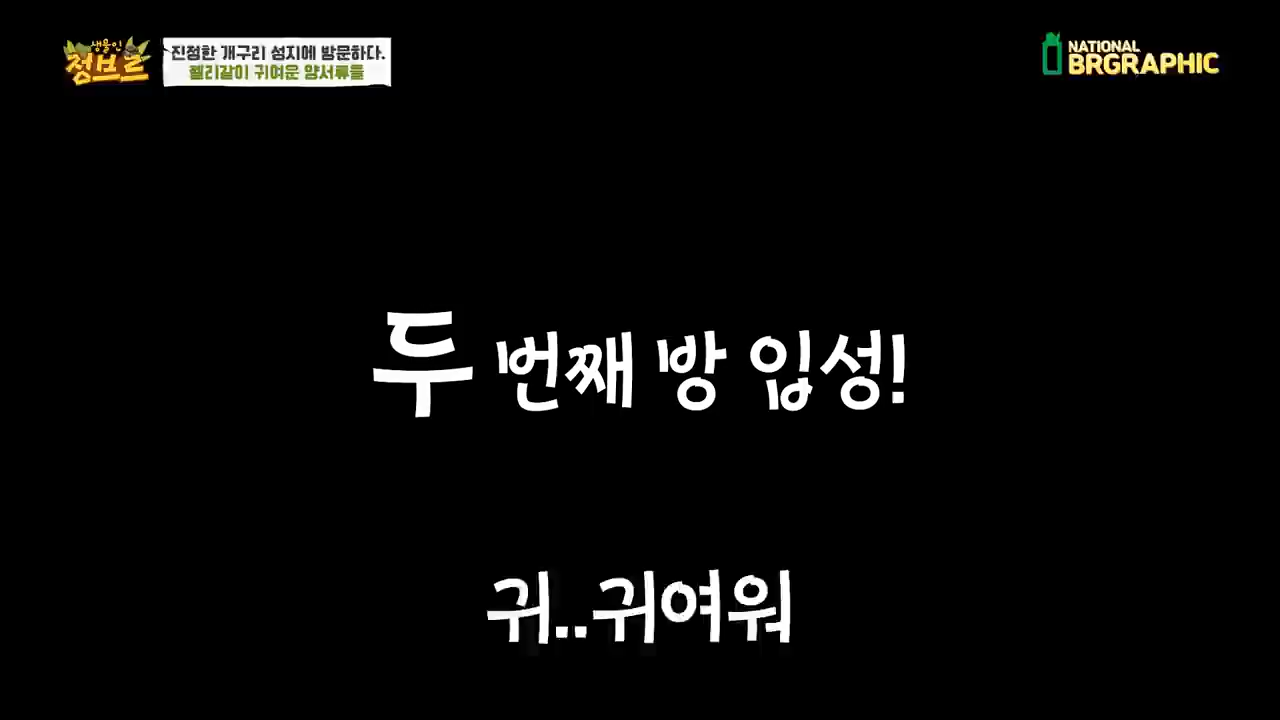 생물인
정브르
진정한 개구리 성지에 방문하다.
젤리같이 귀여운 양서류들
NATIONAL
BRGRAPHIC
두 번째 방 입성!
귀..귀여워